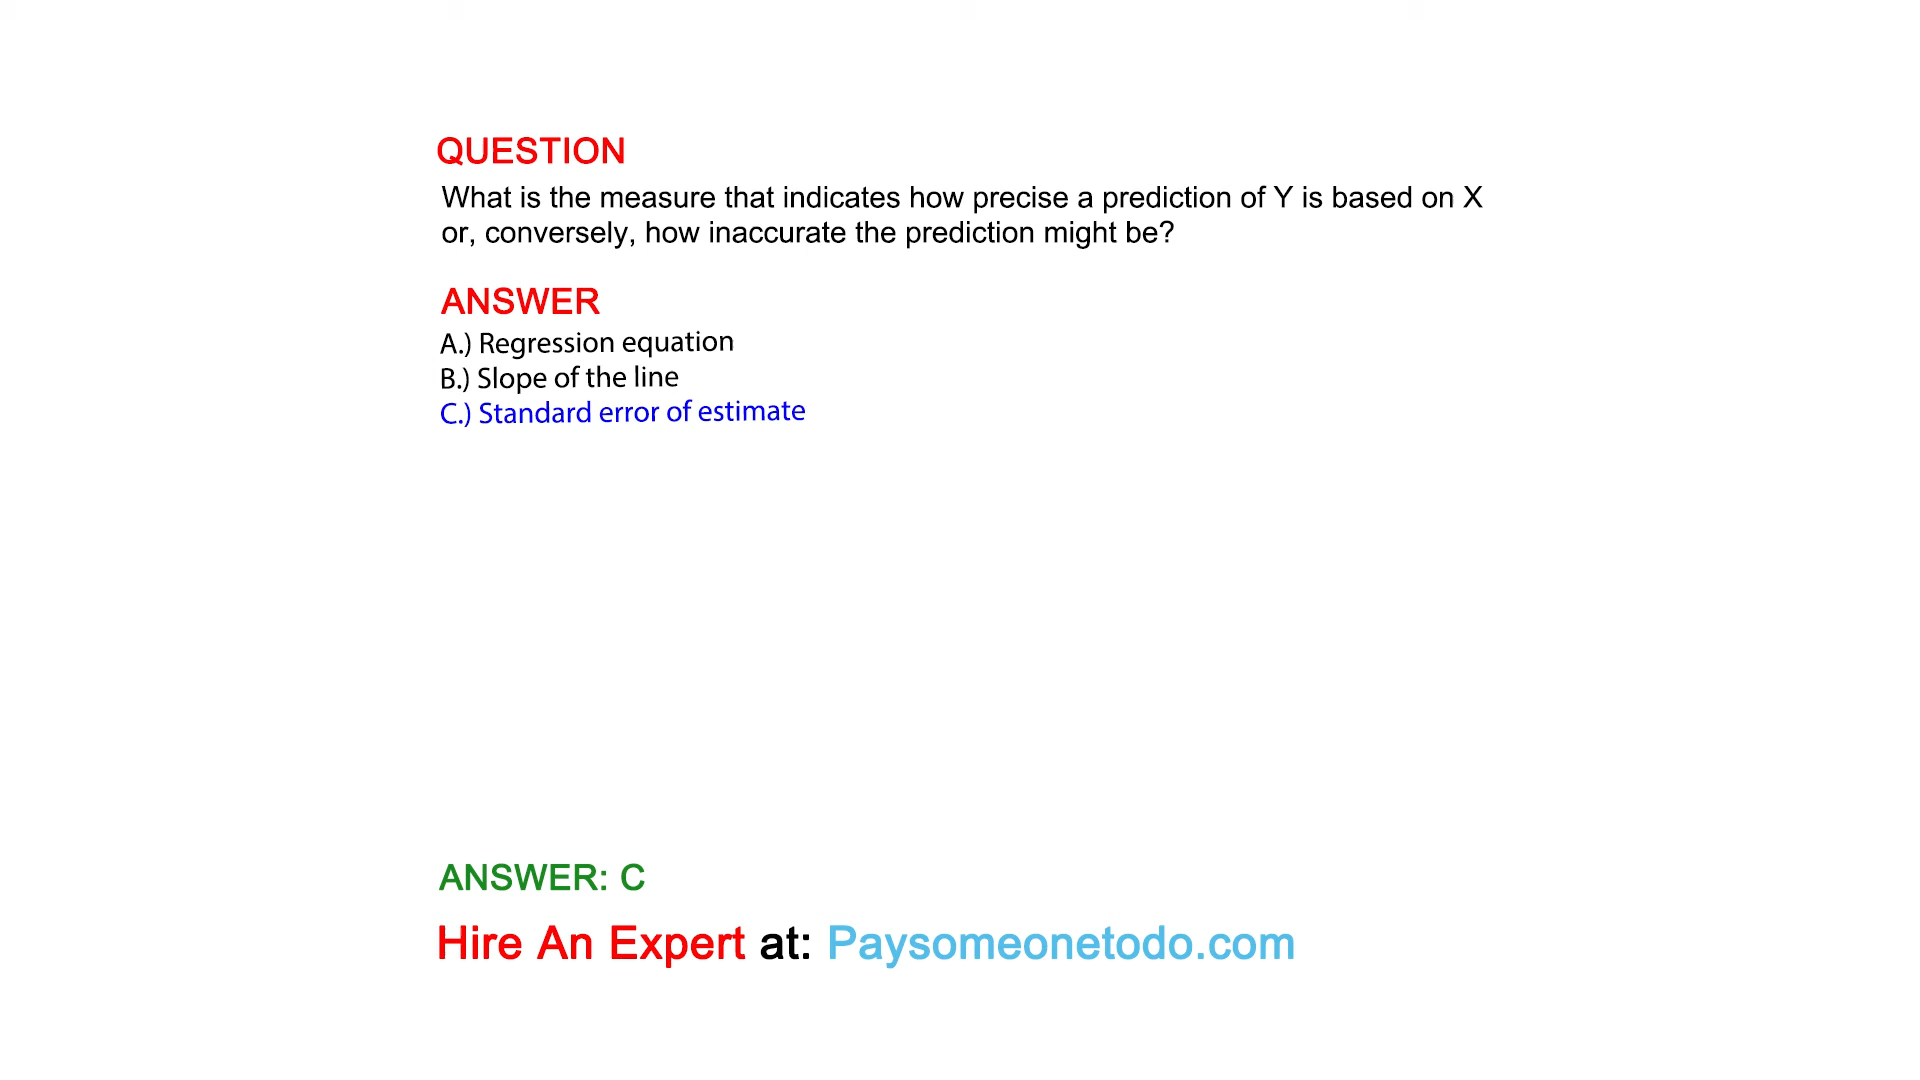 QUESTION
What is the measure that indicates how precise a prediction of Y is based on X
or, conversely, how inaccurate the prediction might be?
ANSWER
A.) Regression equation
B.) Slope of the line
C.) Standard error of estimate
ANSWER: C
Hire An Expert at: Paysomeonetodo.com